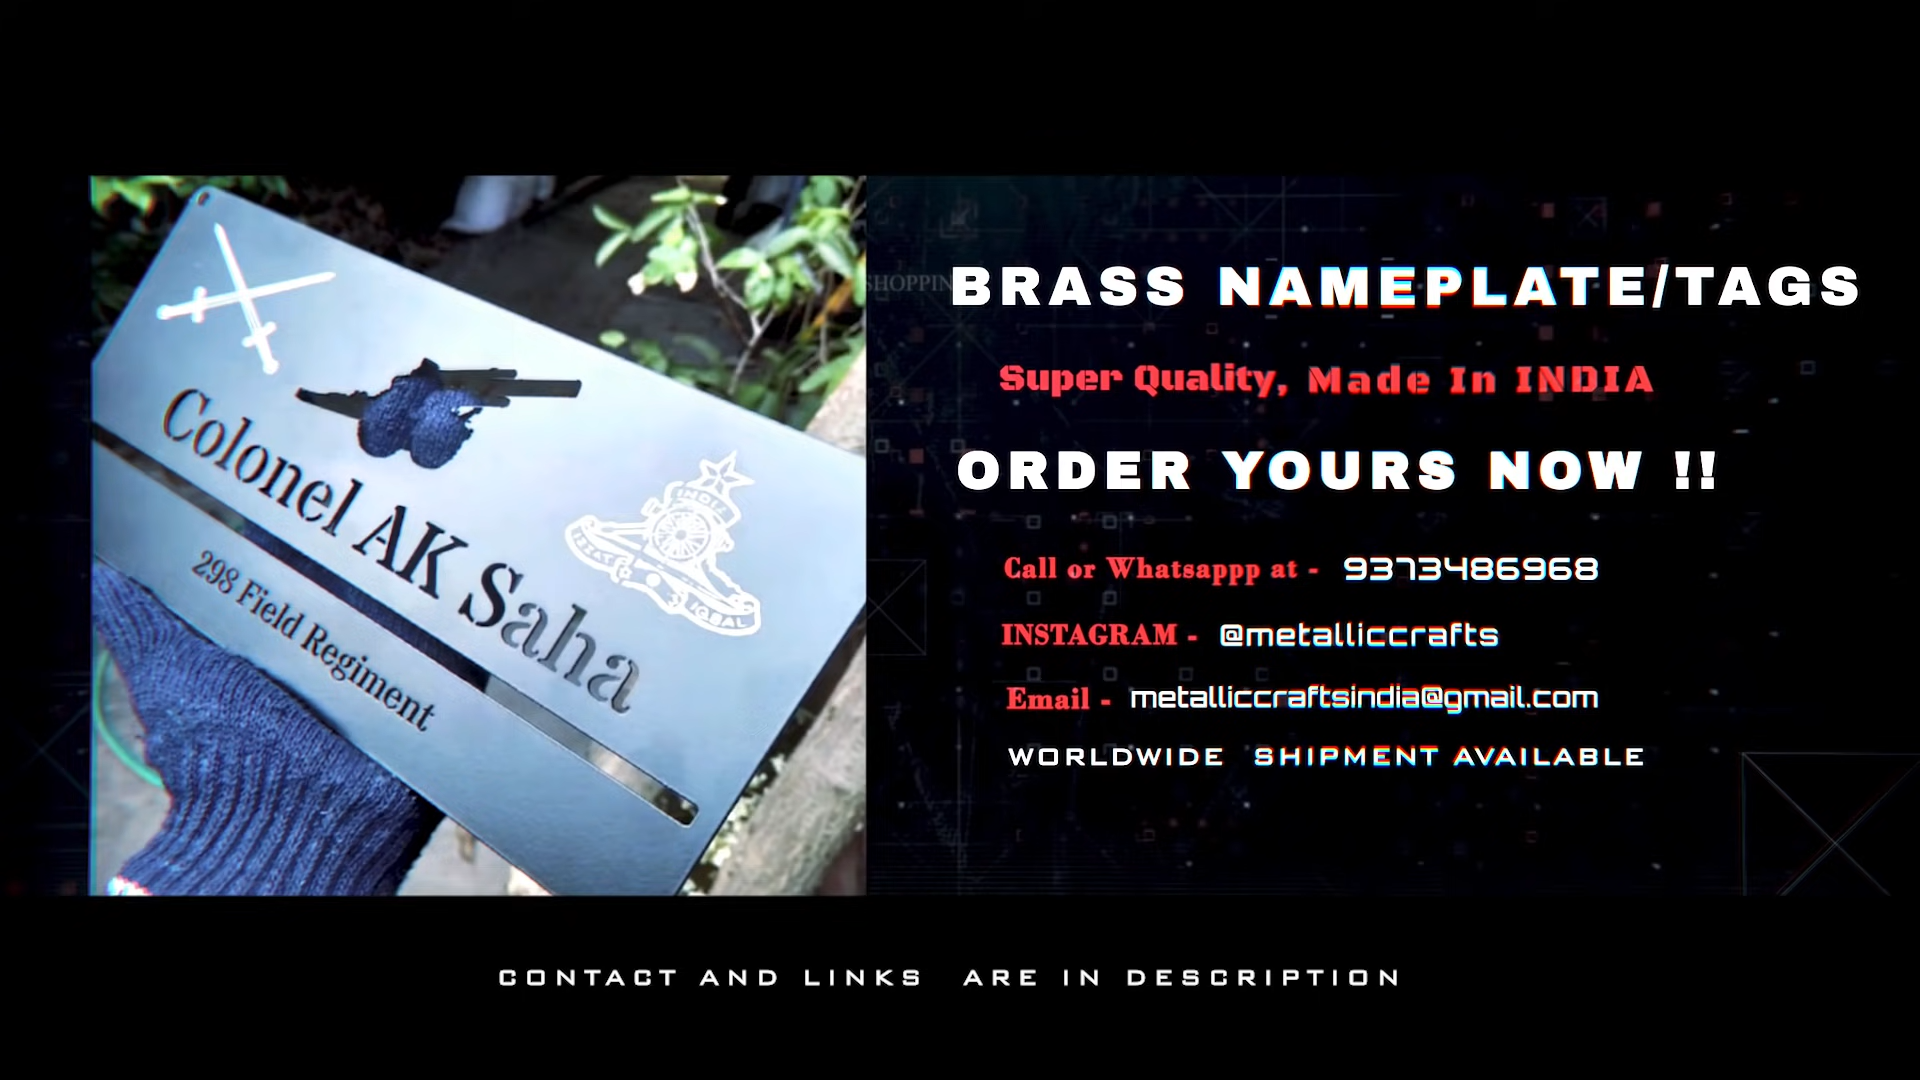 INDIA
IZZAT
IQBAL
Colonel AK Saha
298 Field Regiment
SHOPPIN
BRASS NAMEPLATE/TAGS
Super Quality, Made In INDIA
ORDER YOURS NOW !!
Call or Whatsappp at - 9373486968
INSTAGRAM - @metalliccrafts
Email - metalliccraftsindia@gmail.com
WORLDWIDE SHIPMENT AVAILABLE
CONTACT AND LINKS ARE IN DESCRIPTION